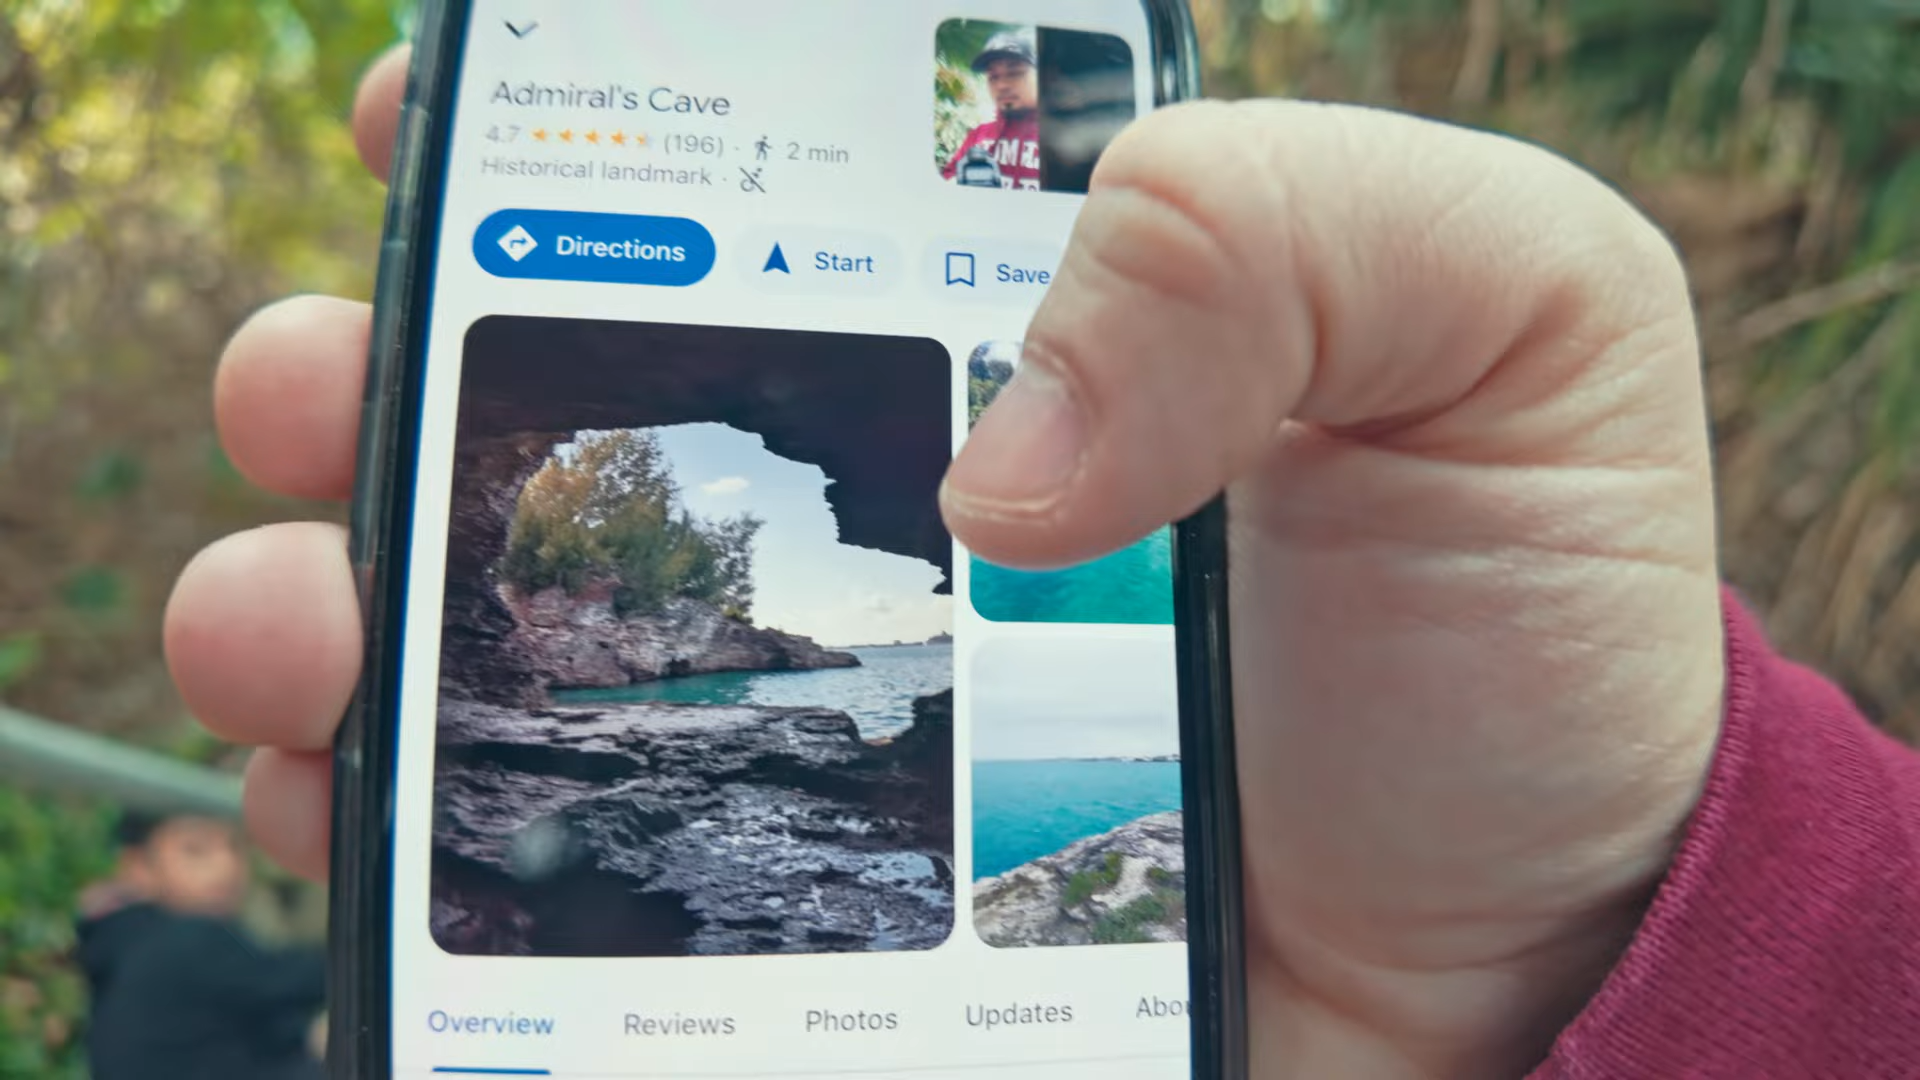 Admiral's Cave
4.7 (196) · 2 min
Historical landmark ·
Directions
Start
Save
Overview
Reviews
Photos
Updates